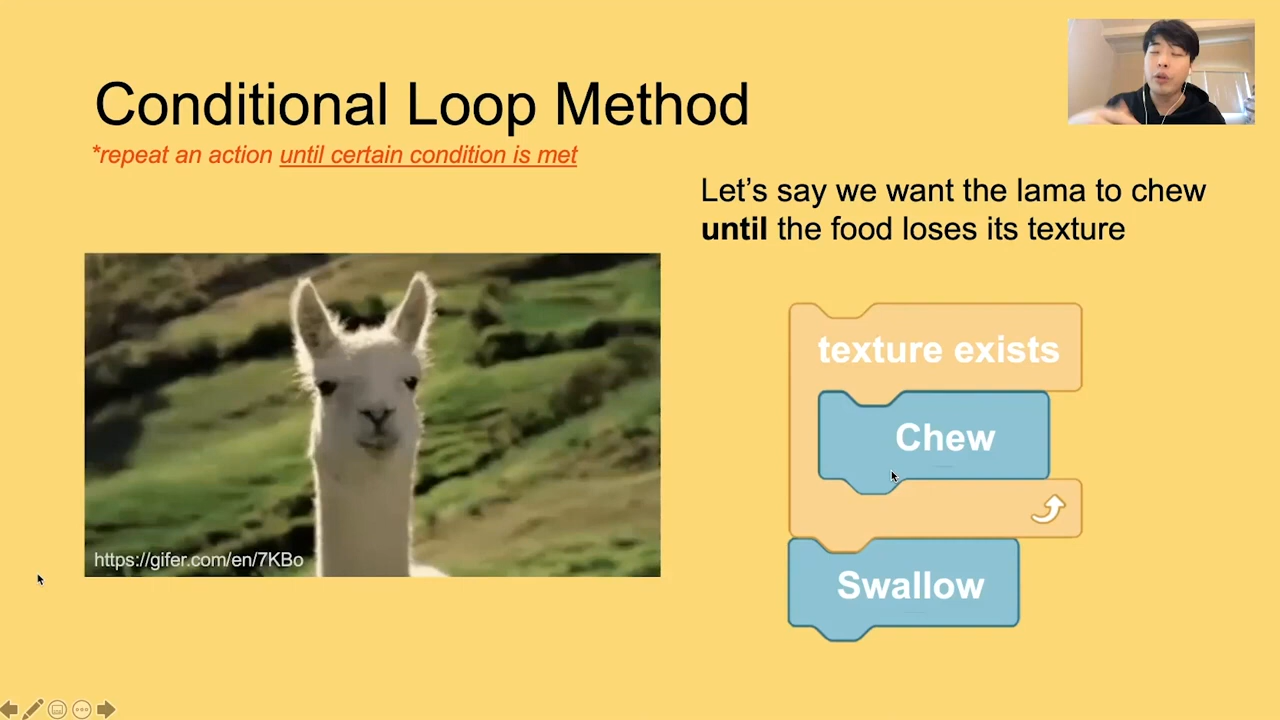 Conditional Loop Method
*repeat an action until certain condition is met
Let’s say we want the lama to chew
until the food loses its texture
texture exists
Chew
Swallow
https://gifer.com/en/7KBo